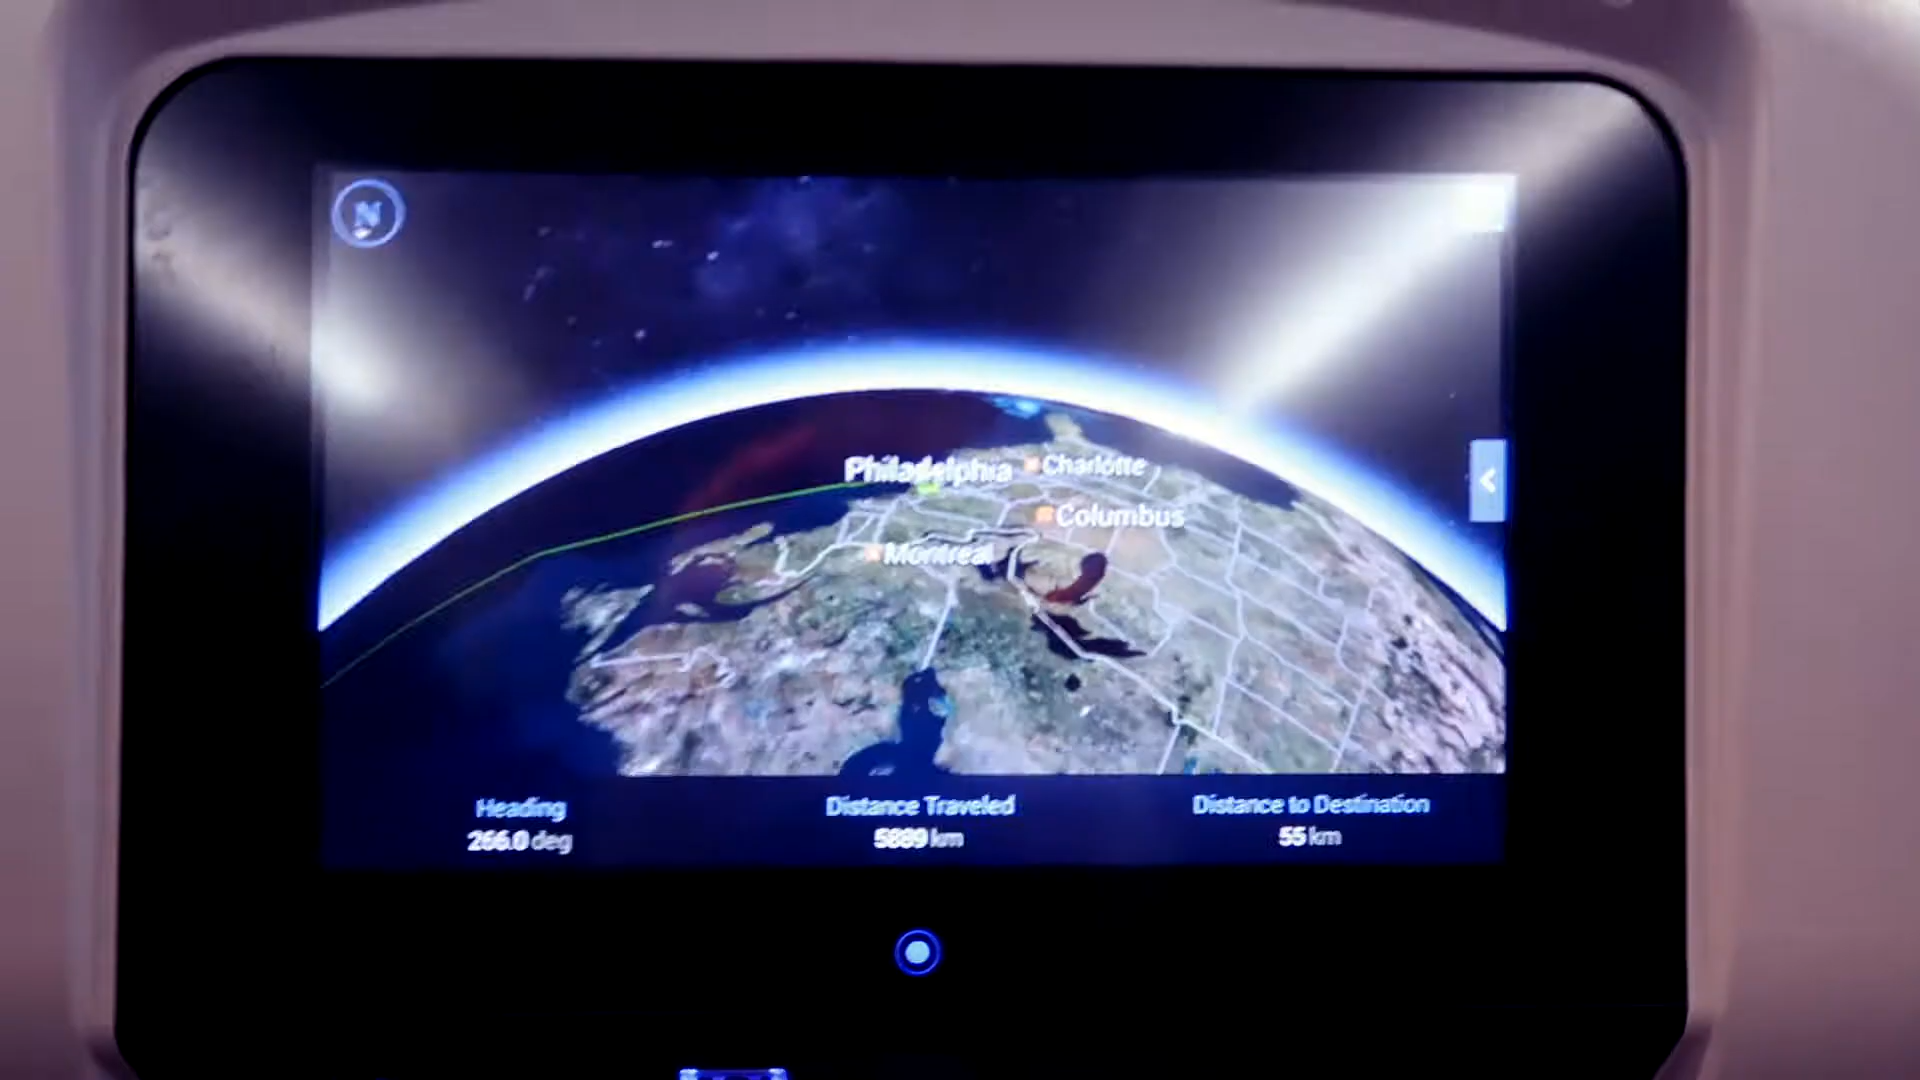 N
Philadelphia
Charlotte
Columbus
Montreal
Heading
266.0 deg
Distance Traveled
5889 km
Distance to Destination
55 km